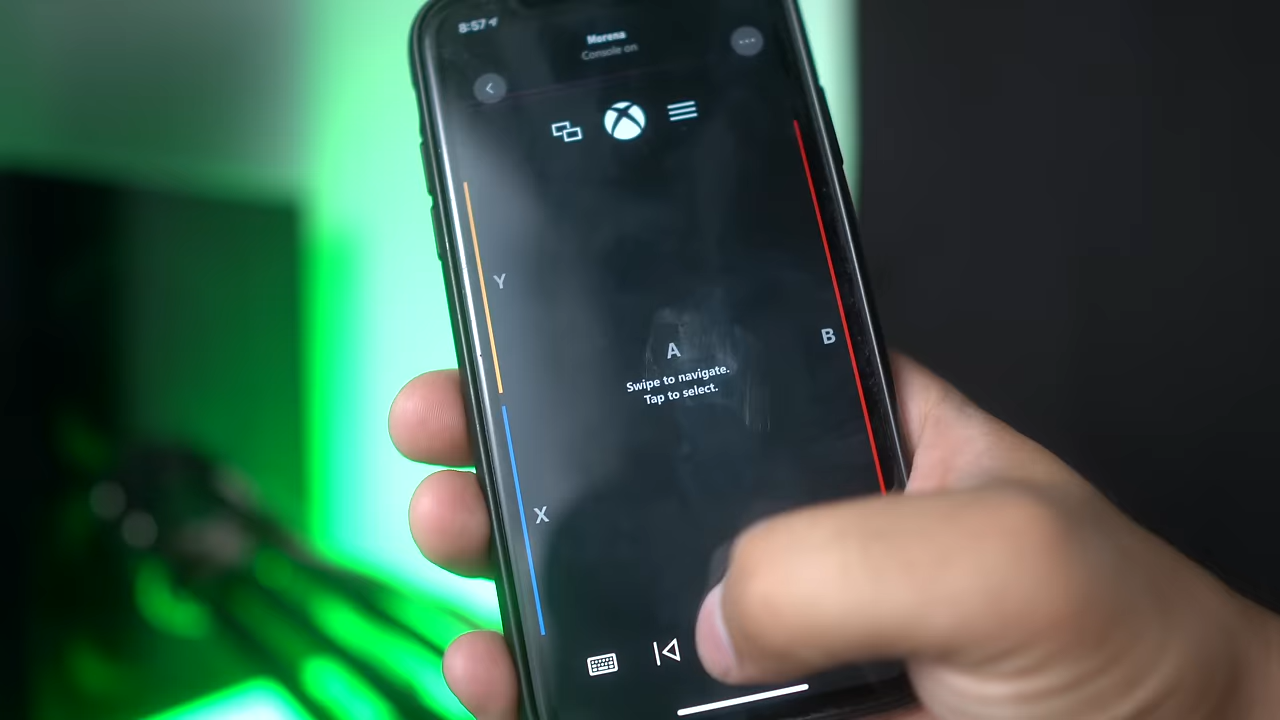 8:57
Morena
Console on
Y
A
B
Swipe to navigate.
Tap to select.
X